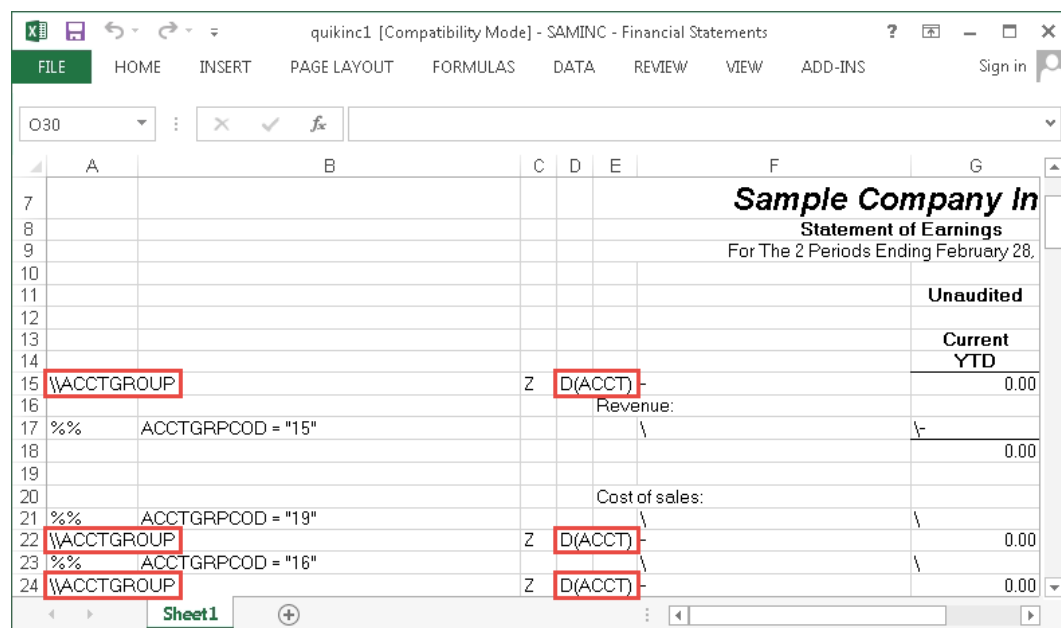 quikinc1 [Compatibility Mode] - SAMINC - Financial Statements ?
FILE HOME INSERT PAGE LAYOUT FORMULAS DATA REVIEW VIEW ADD-INS Sign in
O30 fx
A B C D E F G
7 Sample Company In
8 Statement of Earnings
9 For The 2 Periods Ending February 28,
10
11 Unaudited
12
13 Current
14 YTD
15 \\ACCTGROUP Z D(ACCT) - 0.00
16 Revenue:
17 %% ACCTGRPCOD = "15" \ \-
18 0.00
19
20 Cost of sales:
21 %% ACCTGRPCOD = "19" \ \
22 \\ACCTGROUP Z D(ACCT) - 0.00
23 %% ACCTGRPCOD = "16" \ \
24 \\ACCTGROUP Z D(ACCT) - 0.00
Sheet1